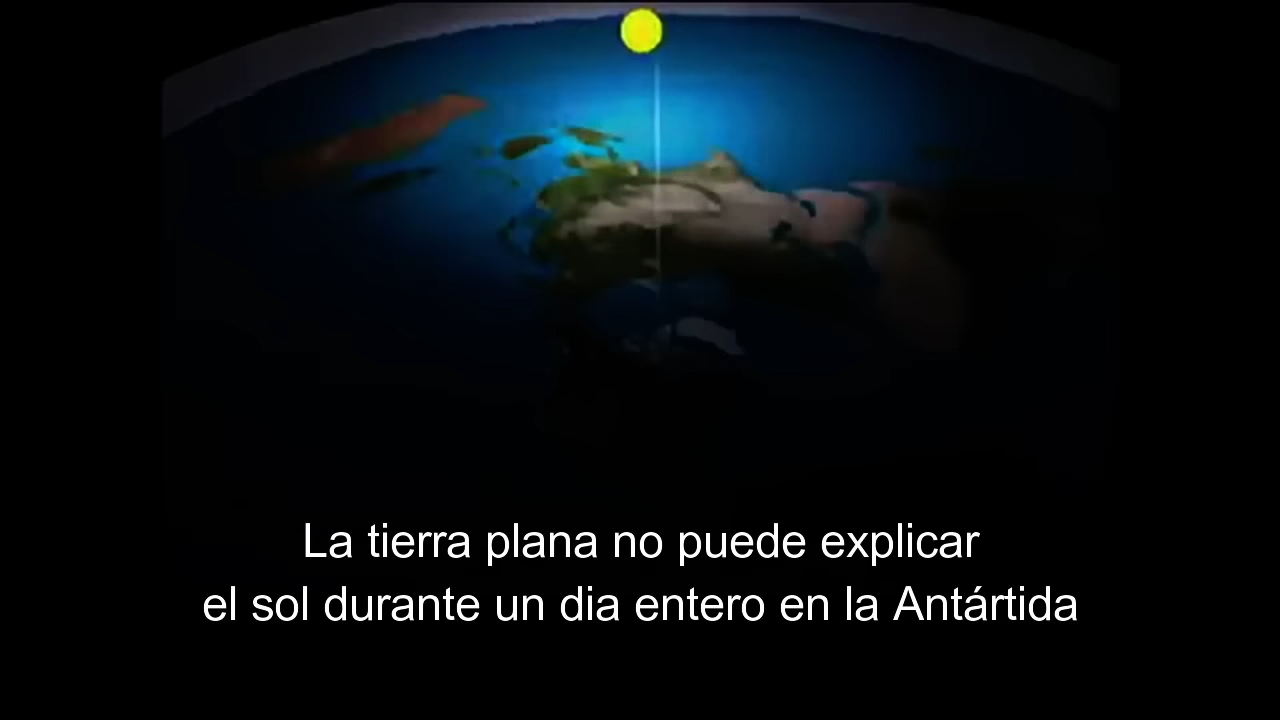 La tierra plana no puede explicar
el sol durante un dia entero en la Antártida